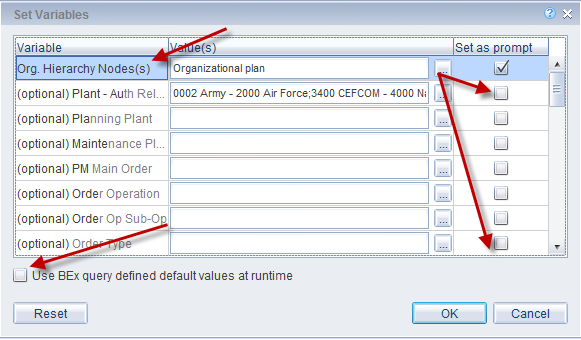 Set Variables
Variable Value(s) Set as prompt
Org. Hierarchy Nodes(s) Organizational plan ...
(optional) Plant - Auth Rel... 0002 Army - 2000 Air Force;3400 CEFCOM - 4000 Na ...
(optional) Planning Plant ...
(optional) Maintenance Pl... ...
(optional) PM Main Order ...
(optional) Order Operation ...
(optional) Order Op Sub-Op ...
(optional) Order Type ...
Use BEx query defined default values at runtime
Reset OK Cancel